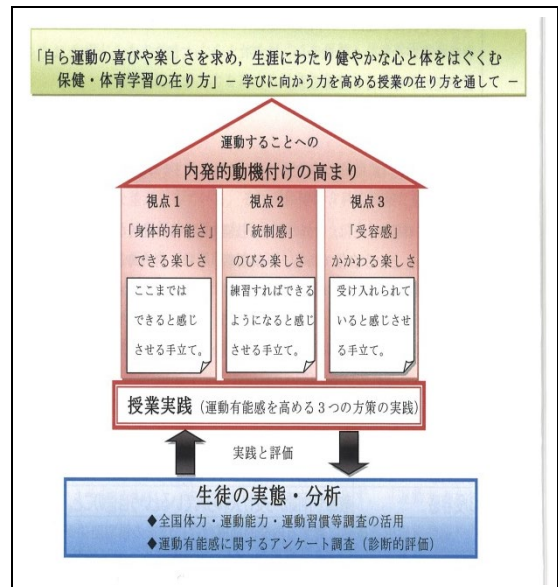 「自ら運動の喜びや楽しさを求め，生涯にわたり健やかな心と体をはぐくむ
保健・体育学習の在り方」－ 学びに向かう力を高める授業の在り方を通して －
運動することへの
内発的動機付けの高まり
視点１
「身体的有能さ」
できる楽しさ
ここまでは
できると感じ
させる手立て。
視点２
「統制感」
のびる楽しさ
練習すればできる
ようになると感じ
させる手立て。
視点３
「受容感」
かかわる楽しさ
受け入れられて
いると感じさせ
る手立て。
授業実践（運動有能感を高める３つの方策の実践）
実践と評価
生徒の実態・分析
◆全国体力・運動能力・運動習慣等調査の活用
◆運動有能感に関するアンケート調査（診断的評価）